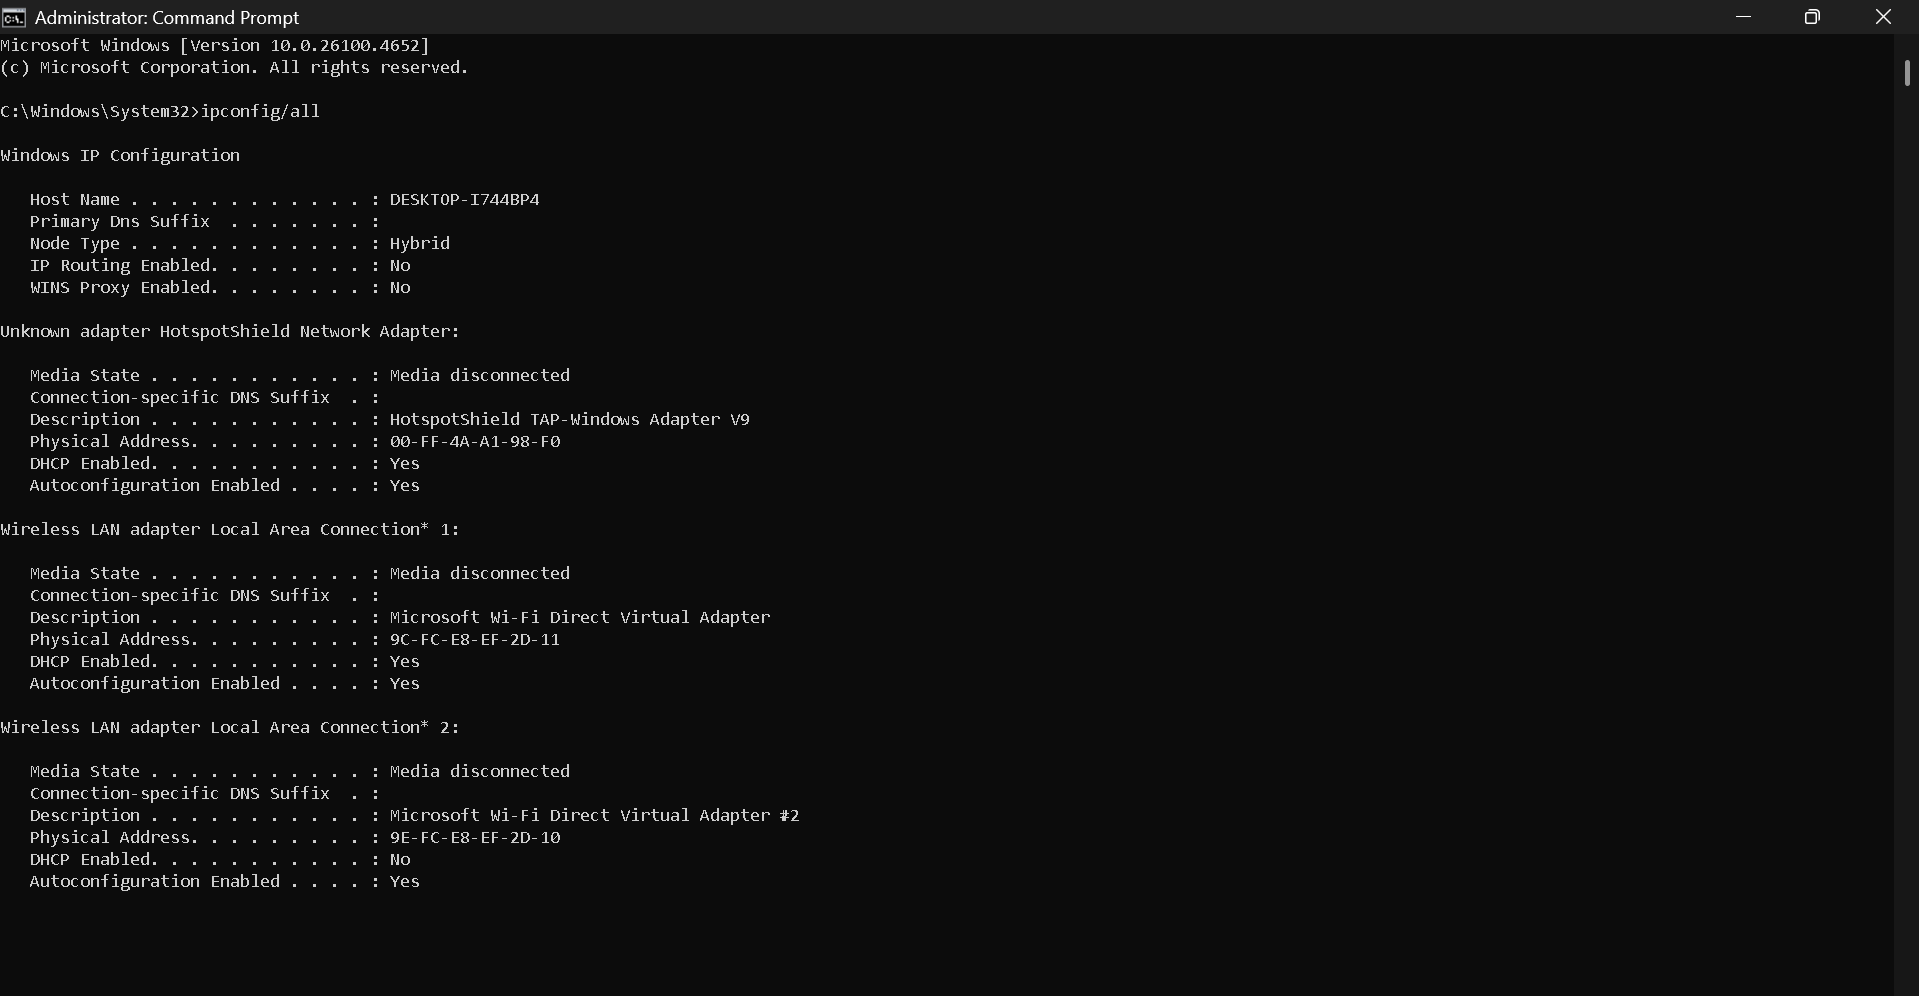 Administrator: Command Prompt
Microsoft Windows [Version 10.0.26100.4652]
(c) Microsoft Corporation. All rights reserved.
C:\Windows\System32>ipconfig/all
Windows IP Configuration
Host Name . . . . . . . . . . . . : DESKTOP-I744BP4
Primary Dns Suffix  . . . . . . . :
Node Type . . . . . . . . . . . . : Hybrid
IP Routing Enabled. . . . . . . . : No
WINS Proxy Enabled. . . . . . . . : No
Unknown adapter HotspotShield Network Adapter:
Media State . . . . . . . . . . . : Media disconnected
Connection-specific DNS Suffix  . :
Description . . . . . . . . . . . : HotspotShield TAP-Windows Adapter V9
Physical Address. . . . . . . . . : 00-FF-4A-A1-98-F0
DHCP Enabled. . . . . . . . . . . : Yes
Autoconfiguration Enabled . . . . : Yes
Wireless LAN adapter Local Area Connection* 1:
Media State . . . . . . . . . . . : Media disconnected
Connection-specific DNS Suffix  . :
Description . . . . . . . . . . . : Microsoft Wi-Fi Direct Virtual Adapter
Physical Address. . . . . . . . . : 9C-FC-E8-EF-2D-11
DHCP Enabled. . . . . . . . . . . : Yes
Autoconfiguration Enabled . . . . : Yes
Wireless LAN adapter Local Area Connection* 2:
Media State . . . . . . . . . . . : Media disconnected
Connection-specific DNS Suffix  . :
Description . . . . . . . . . . . : Microsoft Wi-Fi Direct Virtual Adapter #2
Physical Address. . . . . . . . . : 9E-FC-E8-EF-2D-10
DHCP Enabled. . . . . . . . . . . : No
Autoconfiguration Enabled . . . . : Yes